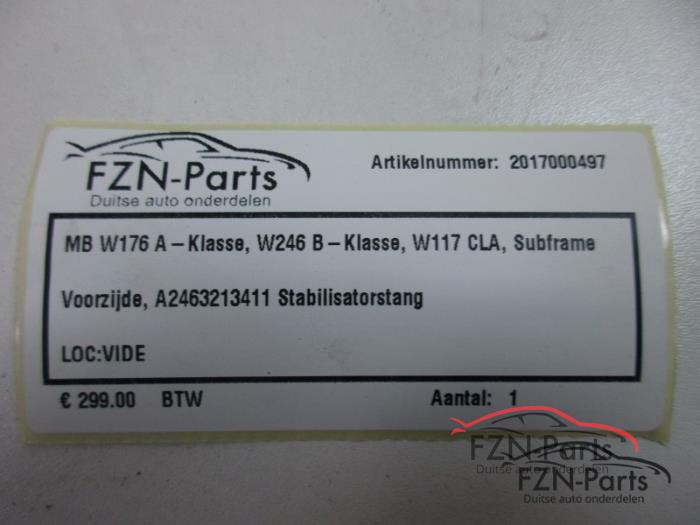 FZN-Parts
Duitse auto onderdelen
Artikelnummer: 2017000497
MB W176 A-Klasse, W246 B-Klasse, W117 CLA, Subframe
Voorzijde, A2463213411 Stabilisatorstang
LOC:VIDE
€ 299.00 BTW
Aantal: 1
FZN-Parts
Duitse auto onderdelen
FZN-Parts
Duitse auto onderdelen